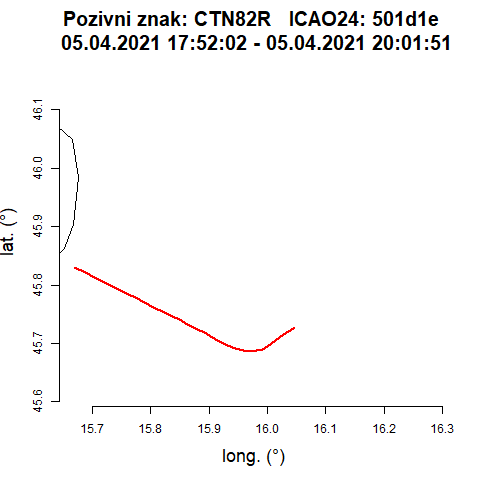 Pozivni znak: CTN82R   ICAO24: 501d1e
05.04.2021 17:52:02 - 05.04.2021 20:01:51
46.1
46.0
45.9
45.8
45.7
45.6
lat. (°)
15.7 15.8 15.9 16.0 16.1 16.2 16.3
long. (°)